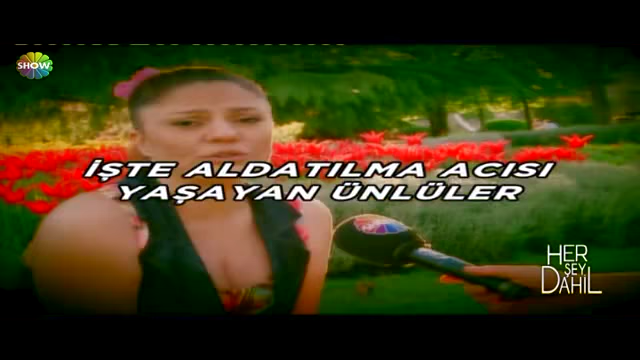 SHOW
İŞTE ALDATILMA ACISI
YAŞAYAN ÜNLÜLER
HER
ŞEY
DAHİL